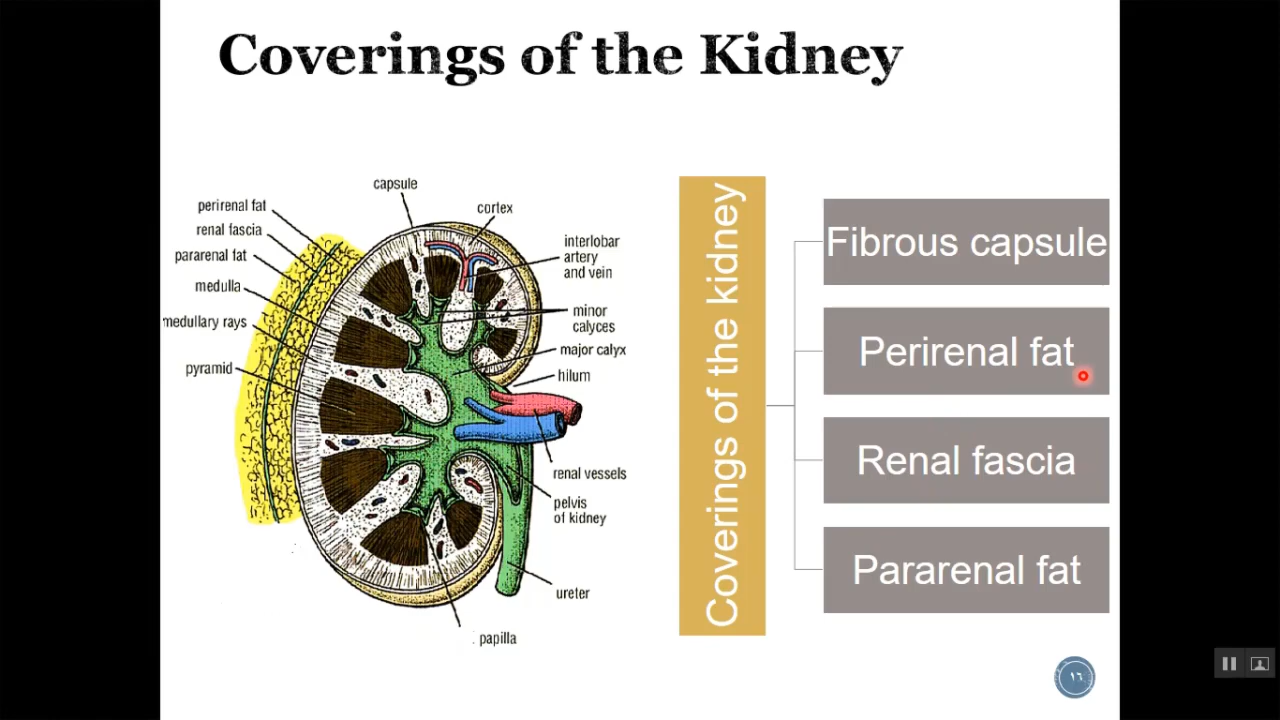 Coverings of the Kidney
capsule
perirenal fat
cortex
renal fascia
interlobar
artery
and vein
pararenal fat
medulla
minor
calyces
medullary rays
major calyx
pyramid
hilum
renal vessels
pelvis
of kidney
ureter
papilla
Coverings of the kidney
Fibrous capsule
Perirenal fat
Renal fascia
Pararenal fat
١٦